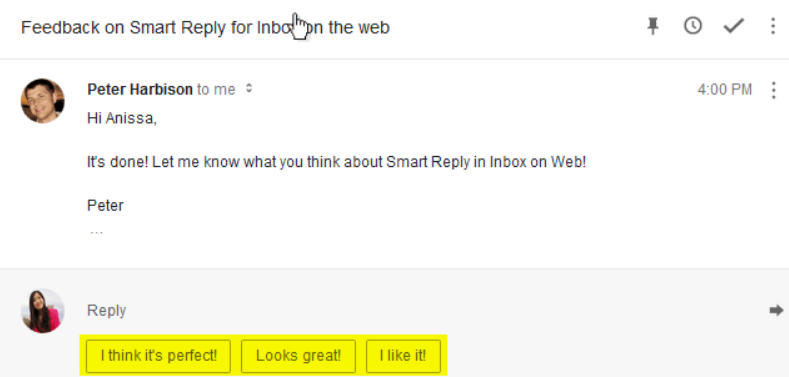 Feedback on Smart Reply for Inbox on the web
Peter Harbison to me 4:00 PM
Hi Anissa,
It's done! Let me know what you think about Smart Reply in Inbox on Web!
Peter
...
Reply
I think it's perfect! Looks great! I like it!